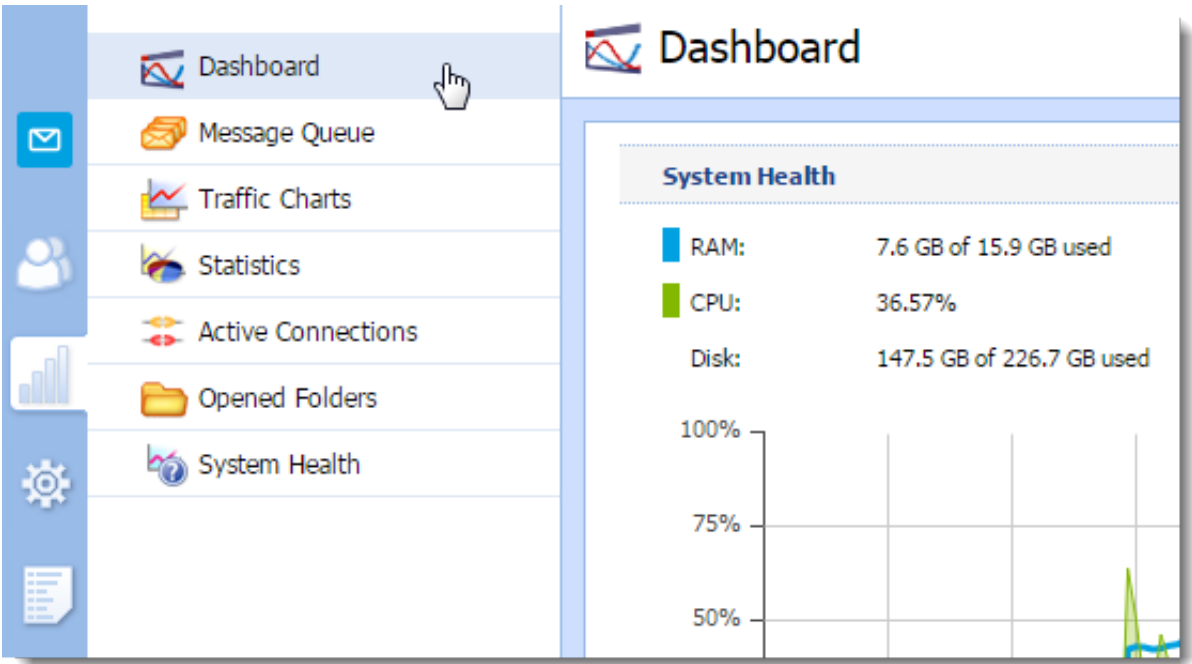 Dashboard
Message Queue
Traffic Charts
Statistics
Active Connections
Opened Folders
System Health
Dashboard
System Health
RAM: 7.6 GB of 15.9 GB used
CPU: 36.57%
Disk: 147.5 GB of 226.7 GB used
100%
75%
50%